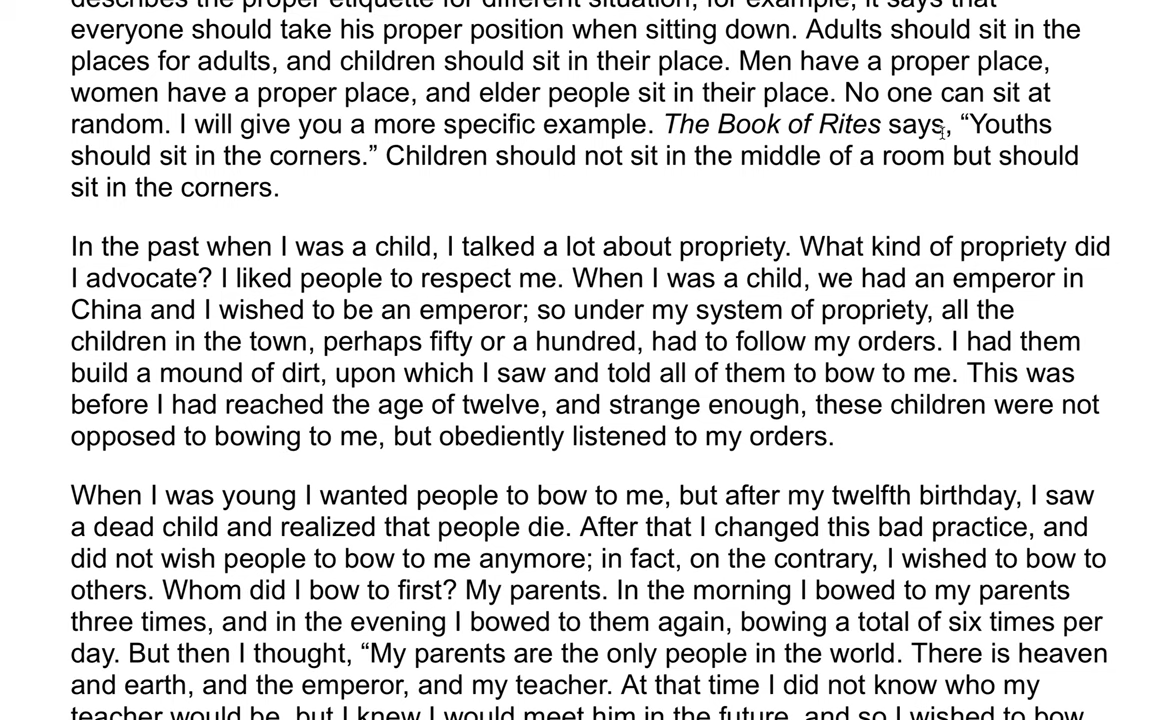 describes the proper etiquette for different situation; for example, it says that
everyone should take his proper position when sitting down. Adults should sit in the
places for adults, and children should sit in their place. Men have a proper place,
women have a proper place, and elder people sit in their place. No one can sit at
random. I will give you a more specific example. The Book of Rites says, “Youths
should sit in the corners.” Children should not sit in the middle of a room but should
sit in the corners.
In the past when I was a child, I talked a lot about propriety. What kind of propriety did
I advocate? I liked people to respect me. When I was a child, we had an emperor in
China and I wished to be an emperor; so under my system of propriety, all the
children in the town, perhaps fifty or a hundred, had to follow my orders. I had them
build a mound of dirt, upon which I saw and told all of them to bow to me. This was
before I had reached the age of twelve, and strange enough, these children were not
opposed to bowing to me, but obediently listened to my orders.
When I was young I wanted people to bow to me, but after my twelfth birthday, I saw
a dead child and realized that people die. After that I changed this bad practice, and
did not wish people to bow to me anymore; in fact, on the contrary, I wished to bow to
others. Whom did I bow to first? My parents. In the morning I bowed to my parents
three times, and in the evening I bowed to them again, bowing a total of six times per
day. But then I thought, “My parents are the only people in the world. There is heaven
and earth, and the emperor, and my teacher. At that time I did not know who my
teacher would be, but I knew I would meet him in the future, and so I wished to bow